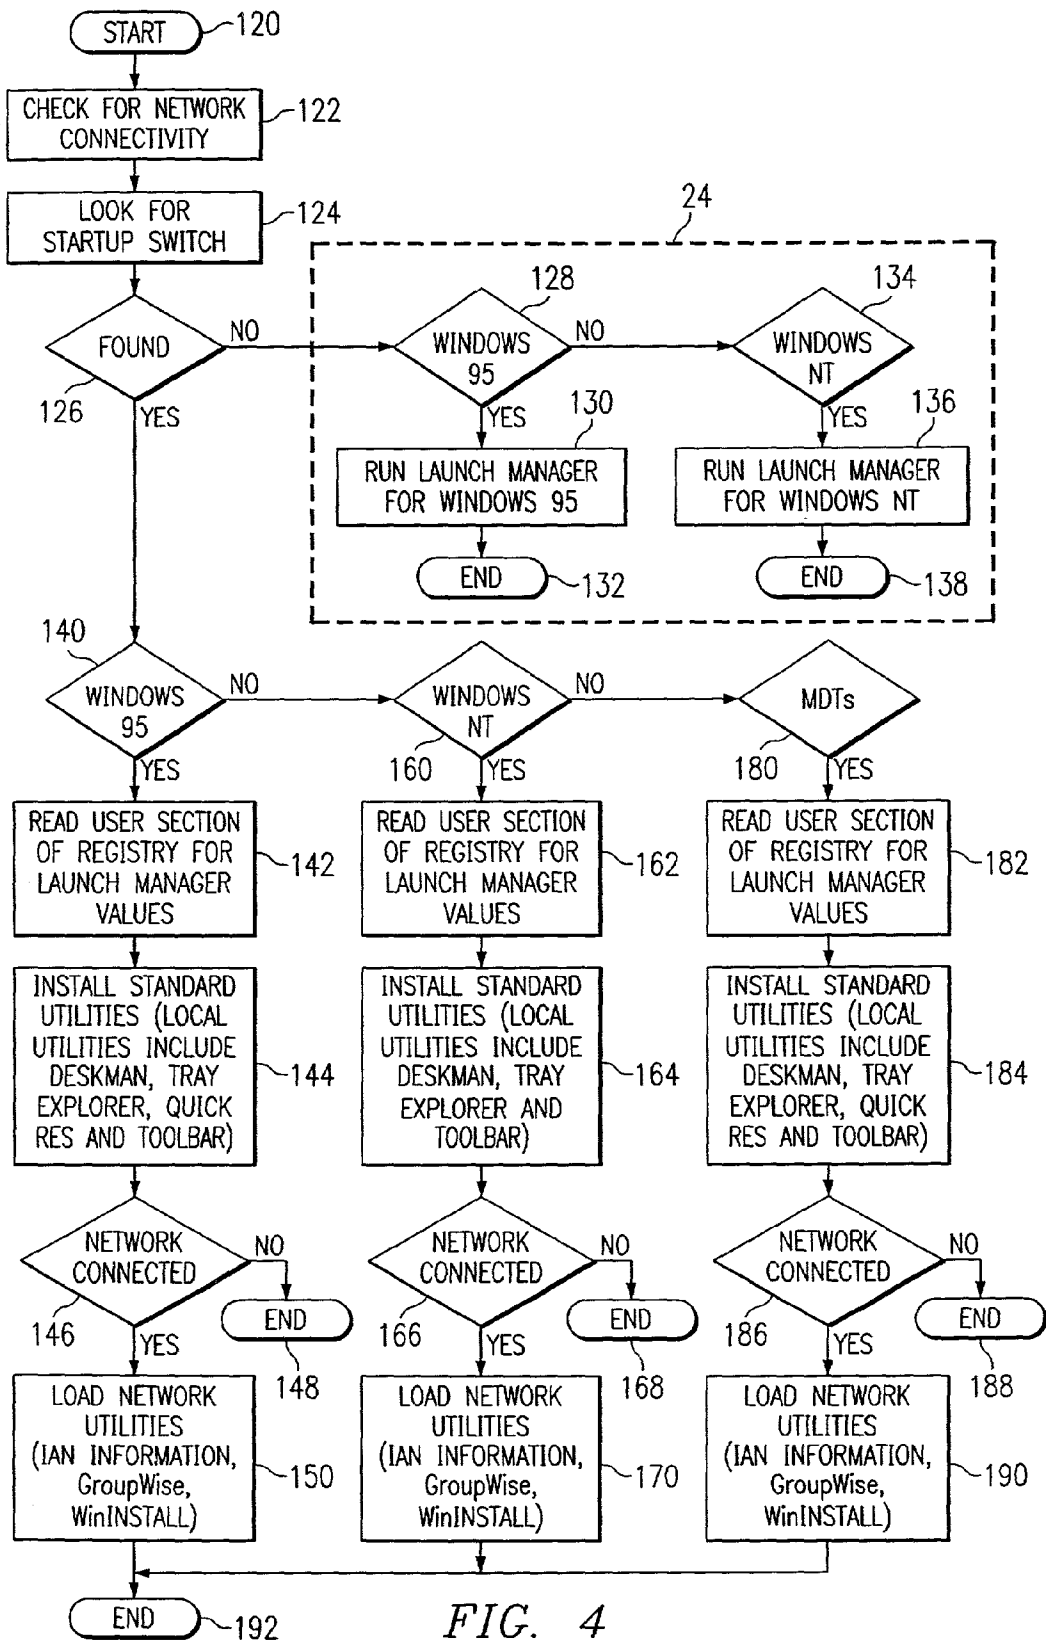 START
120
CHECK FOR NETWORK
CONNECTIVITY
122
LOOK FOR
STARTUP SWITCH
124
24
FOUND
126
NO
YES
WINDOWS
95
128
NO
YES
WINDOWS
NT
134
YES
RUN LAUNCH MANAGER
FOR WINDOWS 95
130
RUN LAUNCH MANAGER
FOR WINDOWS NT
136
END
132
END
138
140
WINDOWS
95
NO
YES
WINDOWS
NT
160
NO
YES
MDTs
180
YES
READ USER SECTION
OF REGISTRY FOR
LAUNCH MANAGER
VALUES
142
READ USER SECTION
OF REGISTRY FOR
LAUNCH MANAGER
VALUES
162
READ USER SECTION
OF REGISTRY FOR
LAUNCH MANAGER
VALUES
182
INSTALL STANDARD
UTILITIES (LOCAL
UTILITIES INCLUDE
DESKMAN, TRAY
EXPLORER, QUICK
RES AND TOOLBAR)
144
INSTALL STANDARD
UTILITIES (LOCAL
UTILITIES INCLUDE
DESKMAN, TRAY
EXPLORER AND
TOOLBAR)
164
INSTALL STANDARD
UTILITIES (LOCAL
UTILITIES INCLUDE
DESKMAN, TRAY
EXPLORER, QUICK
RES AND TOOLBAR)
184
NETWORK
CONNECTED
146
NO
YES
END
148
NETWORK
CONNECTED
166
NO
YES
END
168
NETWORK
CONNECTED
186
NO
YES
END
188
LOAD NETWORK
UTILITIES
(IAN INFORMATION,
GroupWise,
WinINSTALL)
150
LOAD NETWORK
UTILITIES
(IAN INFORMATION,
GroupWise,
WinINSTALL)
170
LOAD NETWORK
UTILITIES
(IAN INFORMATION,
GroupWise,
WinINSTALL)
190
END
192
FIG. 4